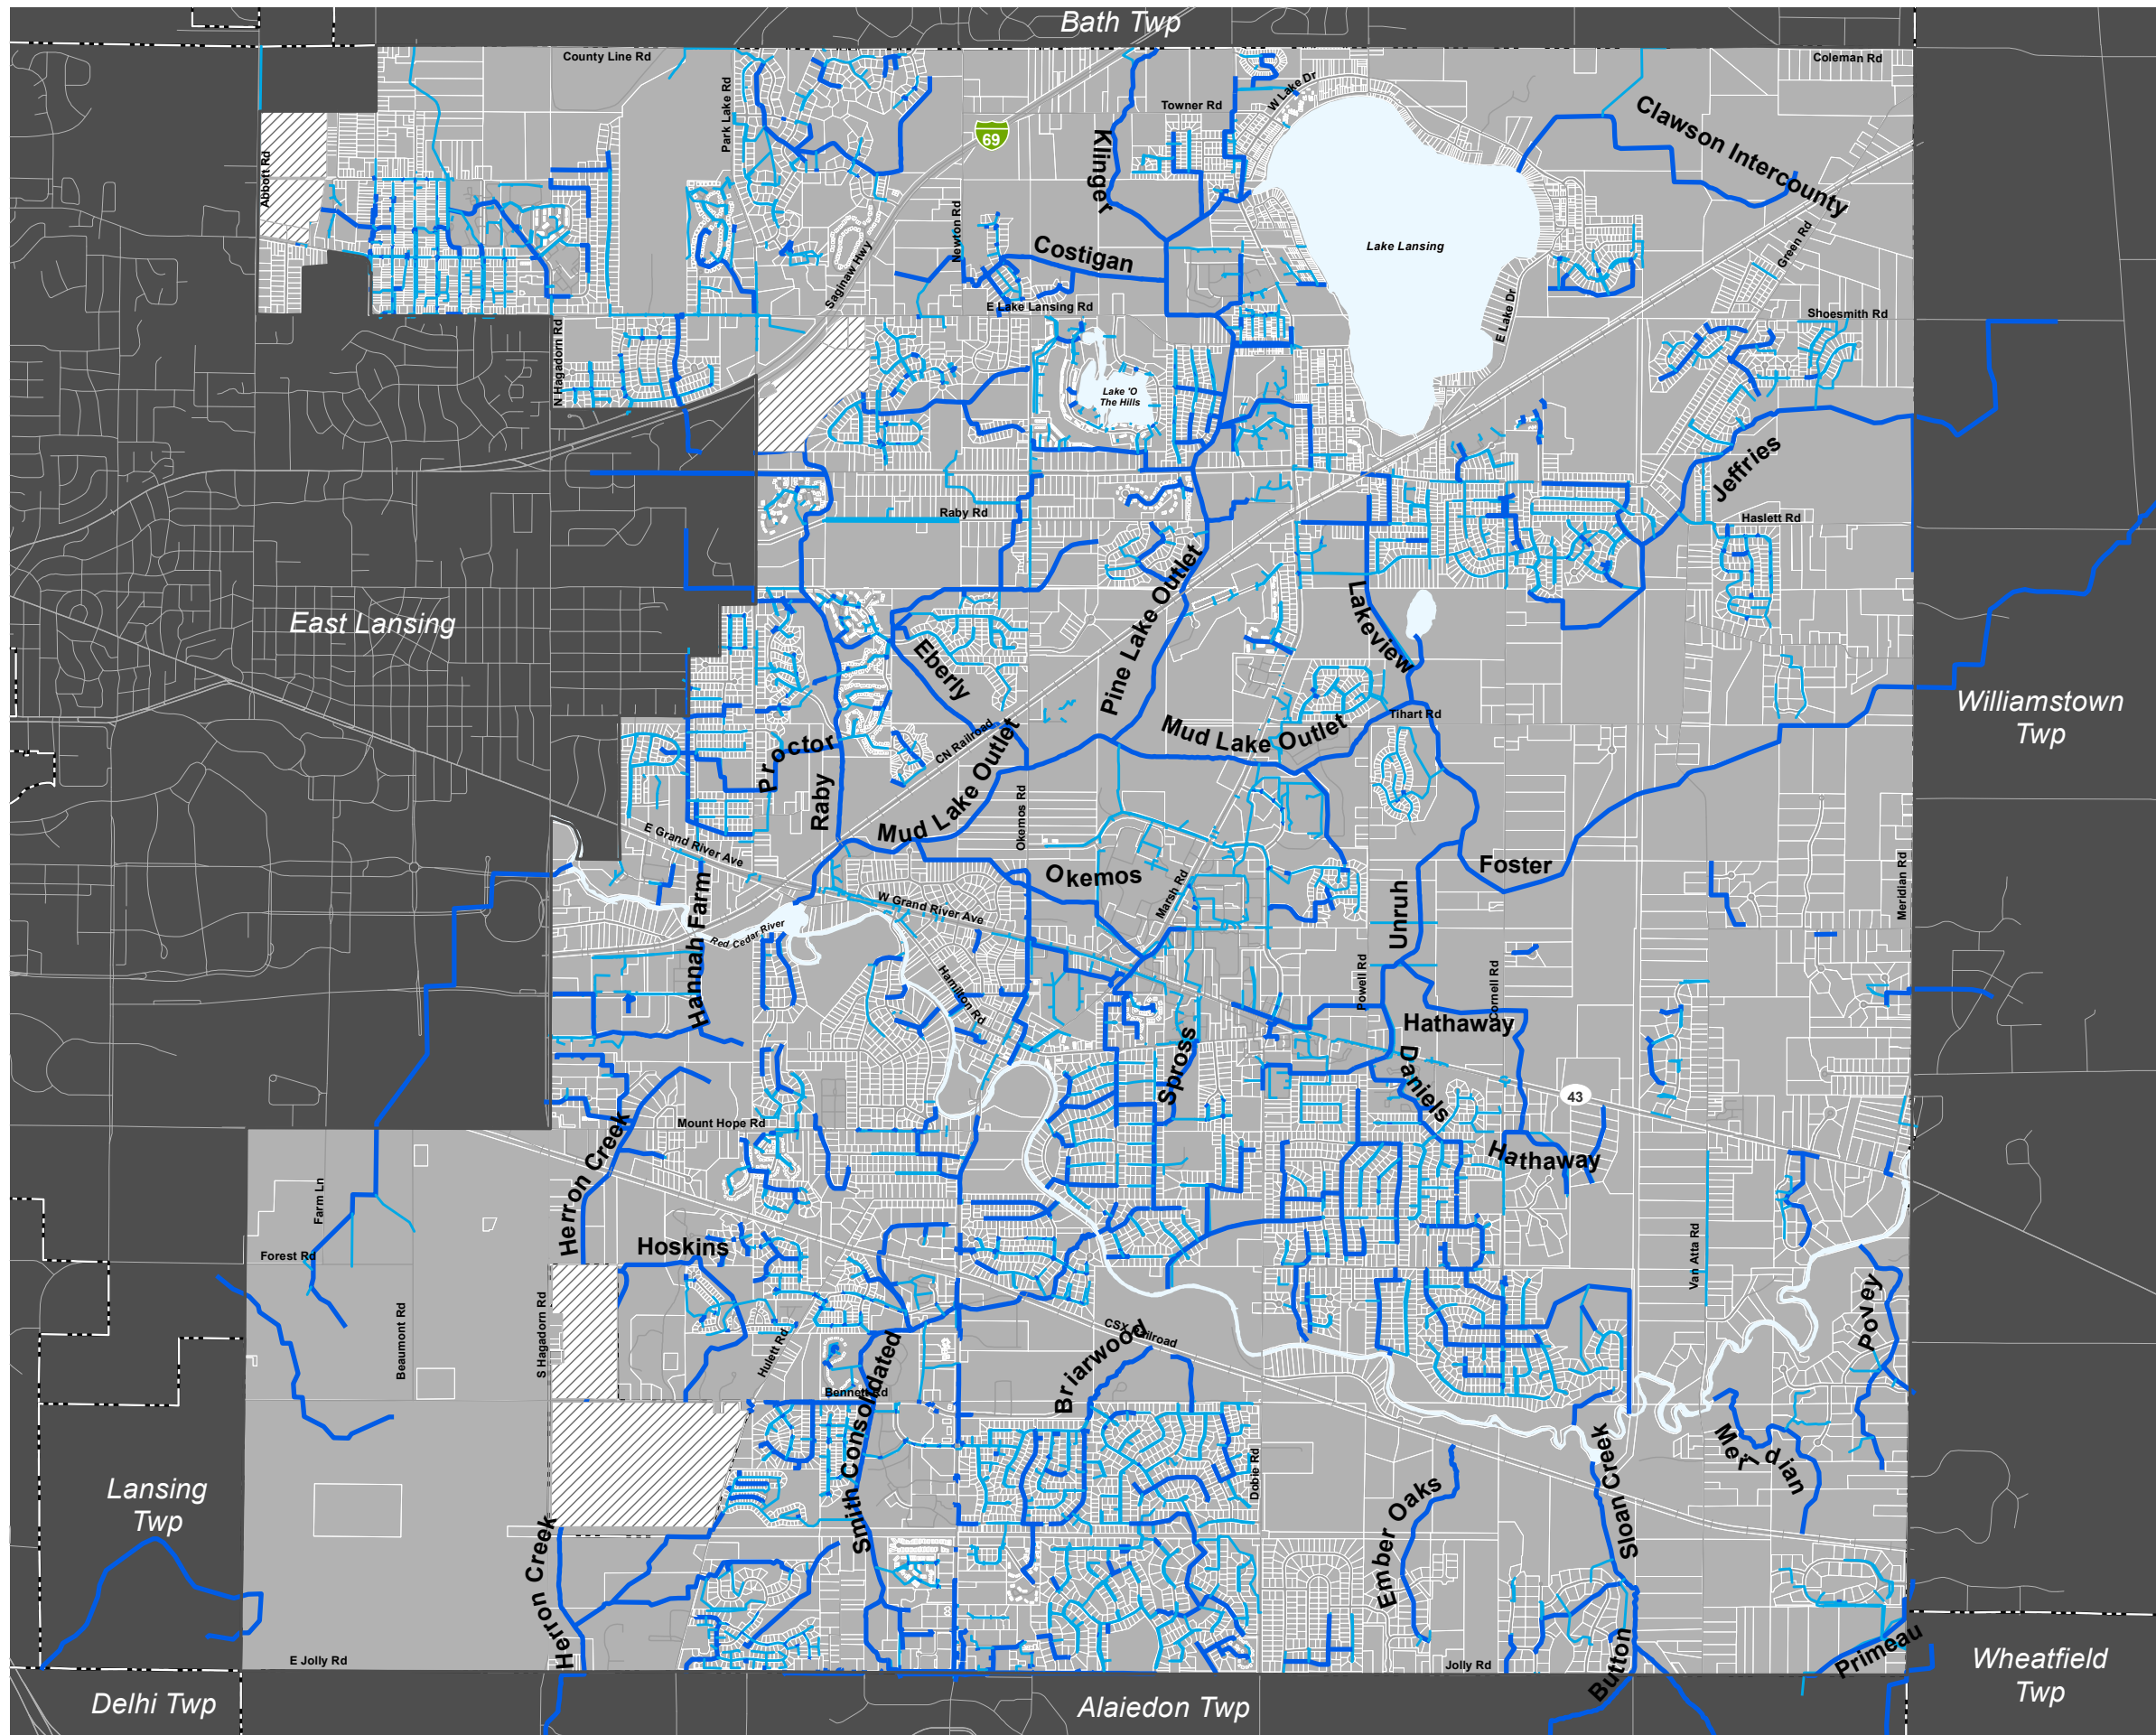 Bath Twp
County Line Rd
Coleman Rd
Park Lake Rd
W Lake Dr
Towner Rd
Clawson Intercounty
69
Klinger
Abbott Rd
Newton Rd
Costigan
Lake Lansing
Green Rd
Saginaw Hwy
E Lake Lansing Rd
E Lake Dr
Shoesmith Rd
N Hagadorn Rd
Lake 'O
The Hills
Jeffries
Raby Rd
Haslett Rd
East Lansing
Pine Lake Outlet
Lakeview
Eberly
Williamstown
Twp
Tihart Rd
Mud Lake Outlet
CN Railroad
Proctor
Raby
Mud Lake Outlet
Okemos Rd
E Grand River Ave
Okemos
Foster
Marsh Rd
Meridian Rd
Hannah Farm
W Grand River Ave
Unruh
Red Cedar River
Hamilton Rd
Powell Rd
Cornell Rd
Hathaway
Spross
Daniels
43
Mount Hope Rd
Herron Creek
Hathaway
Farm Ln
Forest Rd
Hoskins
Van Atta Rd
Povey
Beaumont Rd
S Hagadorn Rd
Hulett Rd
CSX Railroad
Briarwood
Bennett Rd
Smith Consolidated
Dobie Rd
Meridian
Sloan Creek
Ember Oaks
Lansing
Twp
Herron Creek
E Jolly Rd
Jolly Rd
Button
Primeau
Wheatfield
Twp
Delhi Twp
Alaiedon Twp